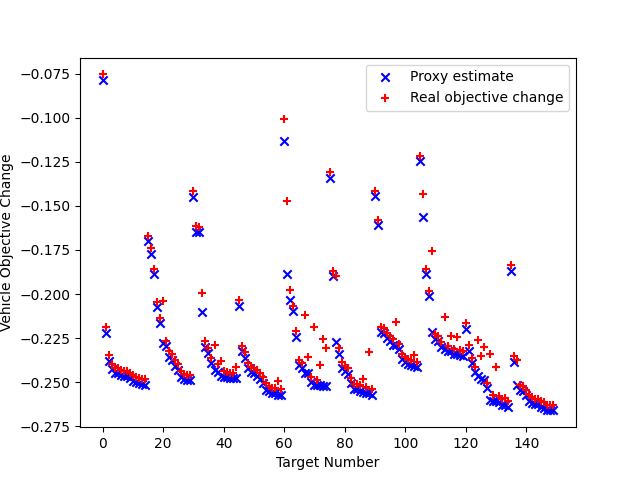 −0.075
−0.100
−0.125
−0.150
−0.175
−0.200
−0.225
−0.250
−0.275
Vehicle Objective Change
Proxy estimate
Real objective change
0 20 40 60 80 100 120 140
Target Number